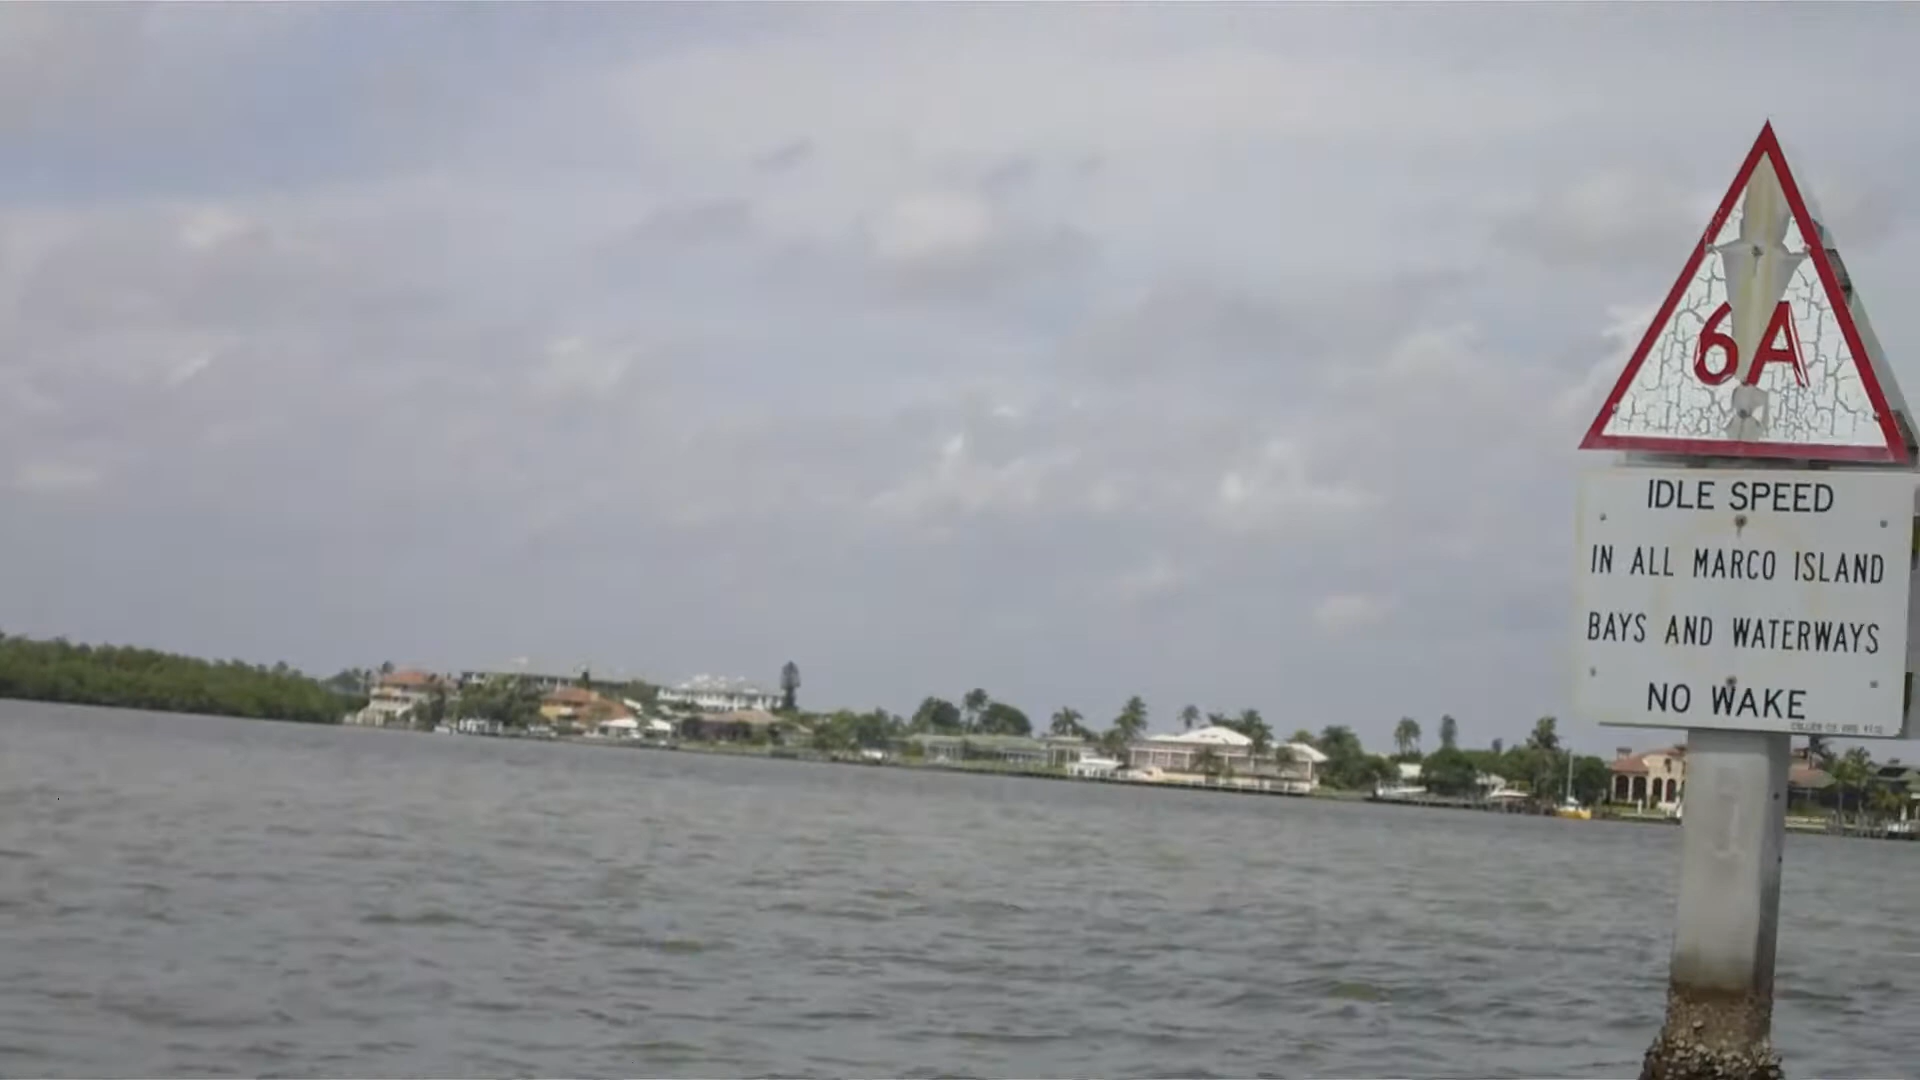 6A
IDLE SPEED
IN ALL MARCO ISLAND
BAYS AND WATERWAYS
NO WAKE